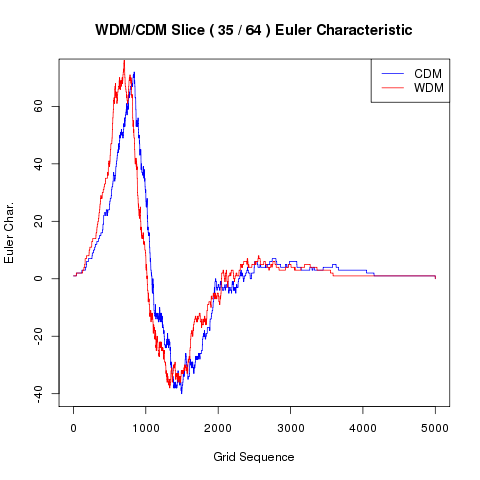 WDM/CDM Slice ( 35 / 64 ) Euler Characteristic
CDM
WDM
Euler Char.
60
40
20
0
-20
-40
0 1000 2000 3000 4000 5000
Grid Sequence